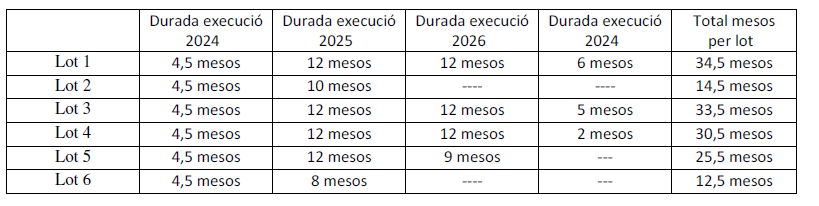 Durada execució 2024 Durada execució 2025 Durada execució 2026 Durada execució 2024 Total mesos per lot
Lot 1 4,5 mesos 12 mesos 12 mesos 6 mesos 34,5 mesos
Lot 2 4,5 mesos 10 mesos ---- ---- 14,5 mesos
Lot 3 4,5 mesos 12 mesos 12 mesos 5 mesos 33,5 mesos
Lot 4 4,5 mesos 12 mesos 12 mesos 2 mesos 30,5 mesos
Lot 5 4,5 mesos 12 mesos 9 mesos --- 25,5 mesos
Lot 6 4,5 mesos 8 mesos ---- --- 12,5 mesos